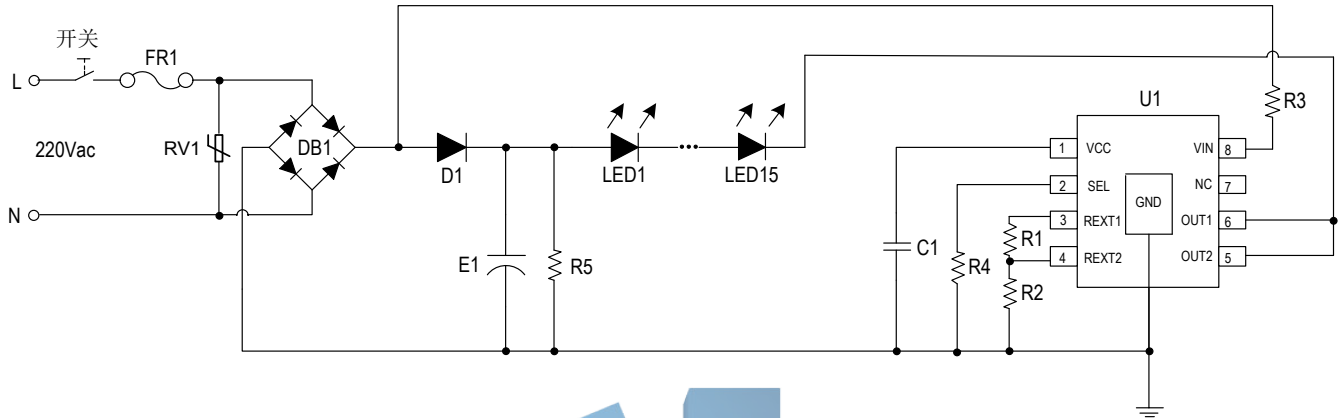 开关
FR1
L
220Vac
RV1
DB1
N
D1
LED1
LED15
E1
R5
C1
R4
R1
R2
U1
R3
1
VCC
VIN
8
2
SEL
NC
7
GND
3
REXT1
OUT1
6
4
REXT2
OUT2
5